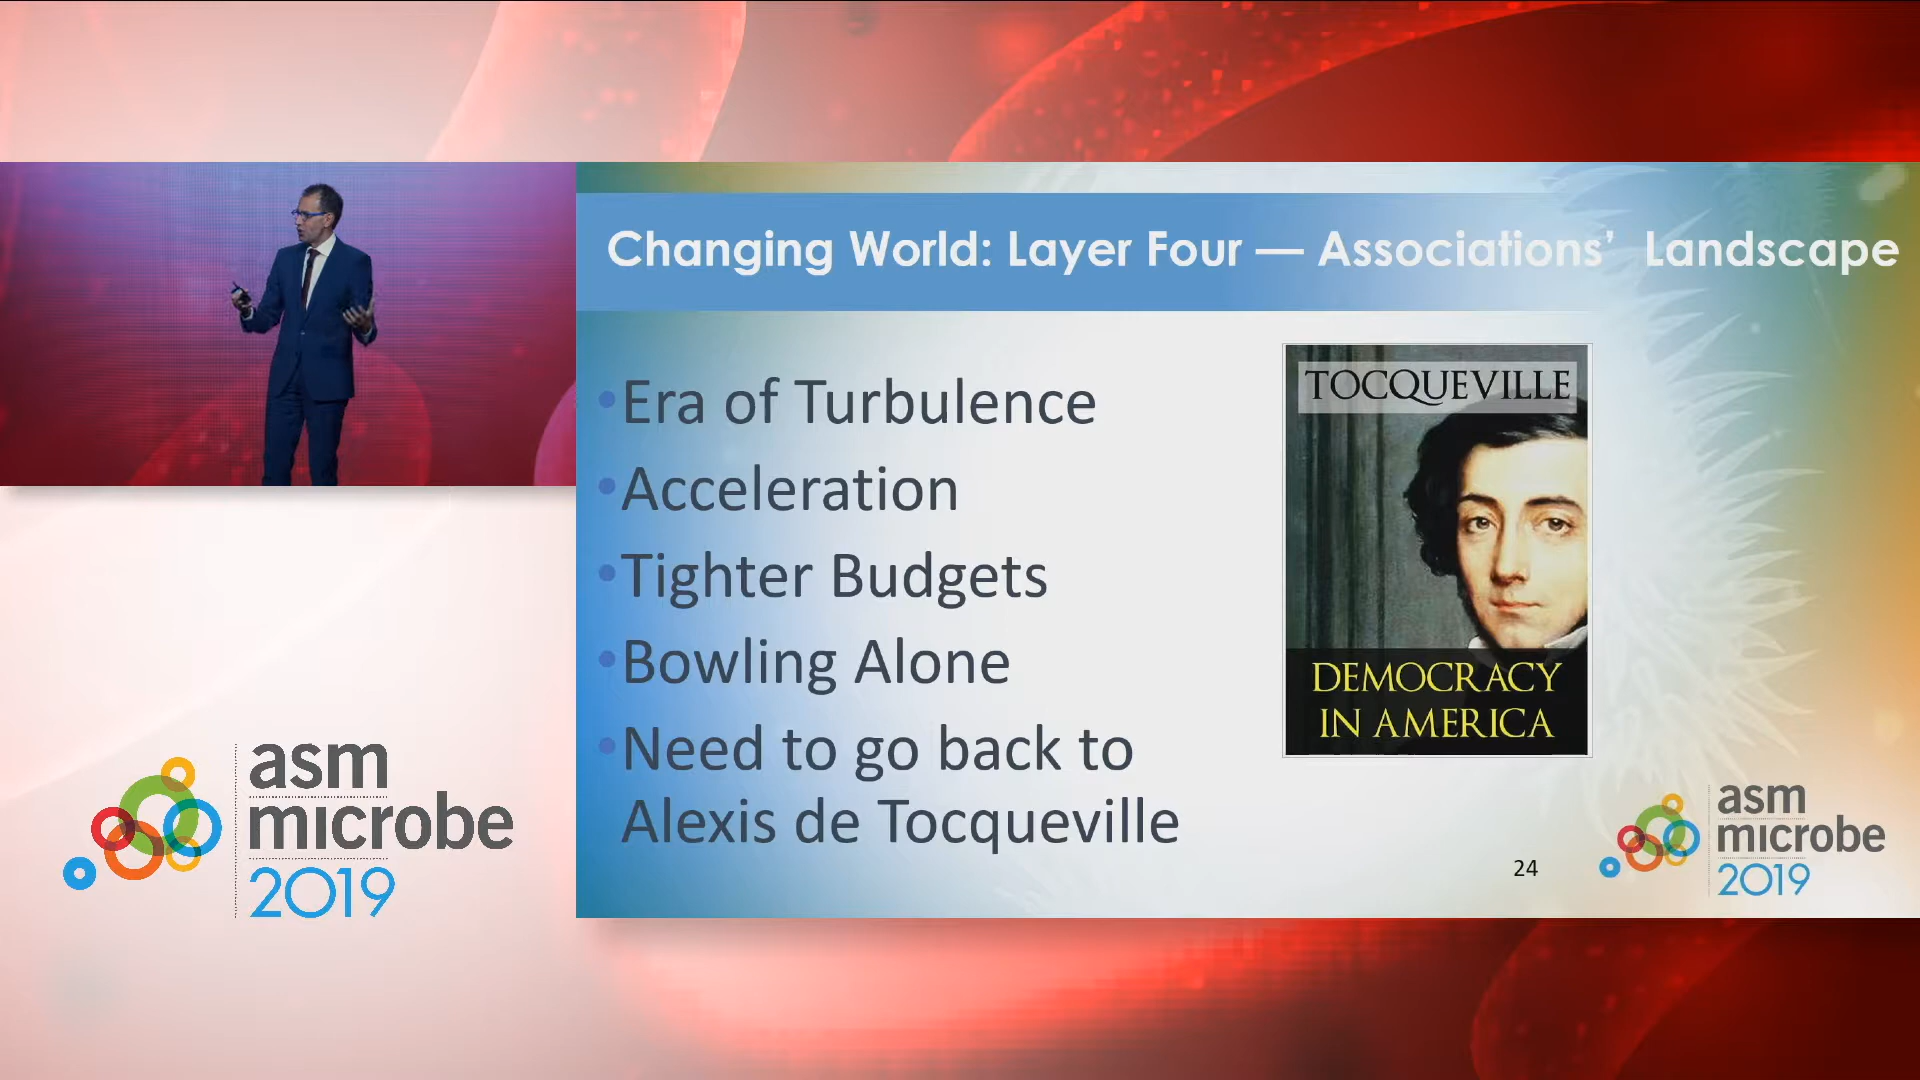 Changing World: Layer Four — Associations’ Landscape
•Era of Turbulence
•Acceleration
•Tighter Budgets
•Bowling Alone
•Need to go back to
Alexis de Tocqueville
TOCQUEVILLE
DEMOCRACY
IN AMERICA
24
asm
microbe
2019
asm
microbe
2019